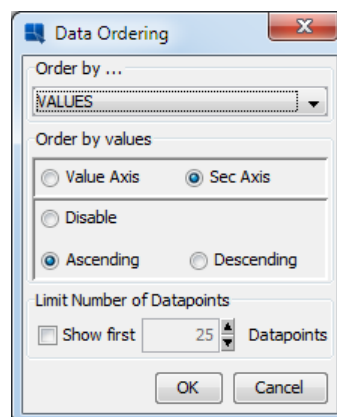 Data Ordering
Order by ...
VALUES
Order by values
Value Axis Sec Axis
Disable
Ascending Descending
Limit Number of Datapoints
Show first 25 Datapoints
OK Cancel